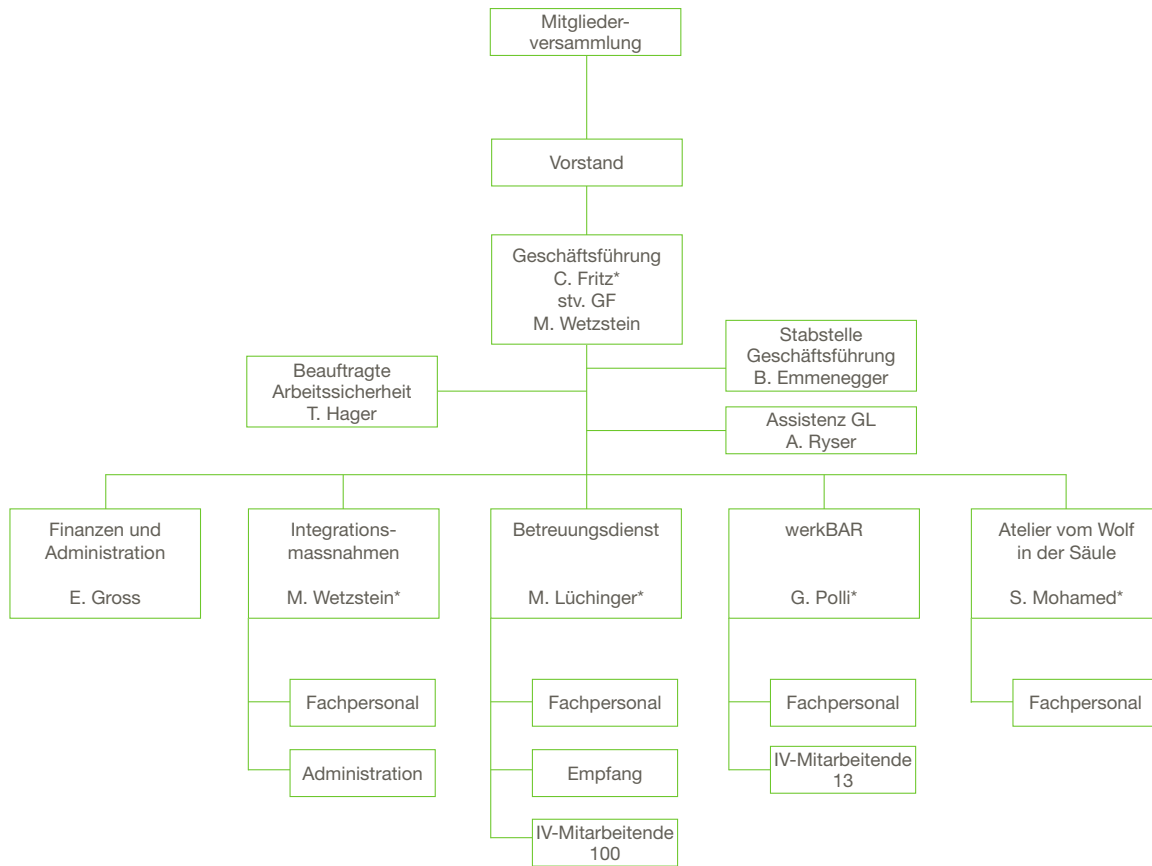 Mitglieder-
versammlung
Vorstand
Geschäftsführung
C. Fritz*
stv. GF
M. Wetzstein
Stabstelle
Geschäftsführung
B. Emmenegger
Beauftragte
Arbeitssicherheit
T. Hager
Assistenz GL
A. Ryser
Finanzen und
Administration
E. Gross
Integrations-
massnahmen
M. Wetzstein*
Fachpersonal
Administration
Betreuungsdienst
M. Lüchinger*
Fachpersonal
Empfang
IV-Mitarbeitende
100
werkBAR
G. Polli*
Fachpersonal
IV-Mitarbeitende
13
Atelier vom Wolf
in der Säule
S. Mohamed*
Fachpersonal